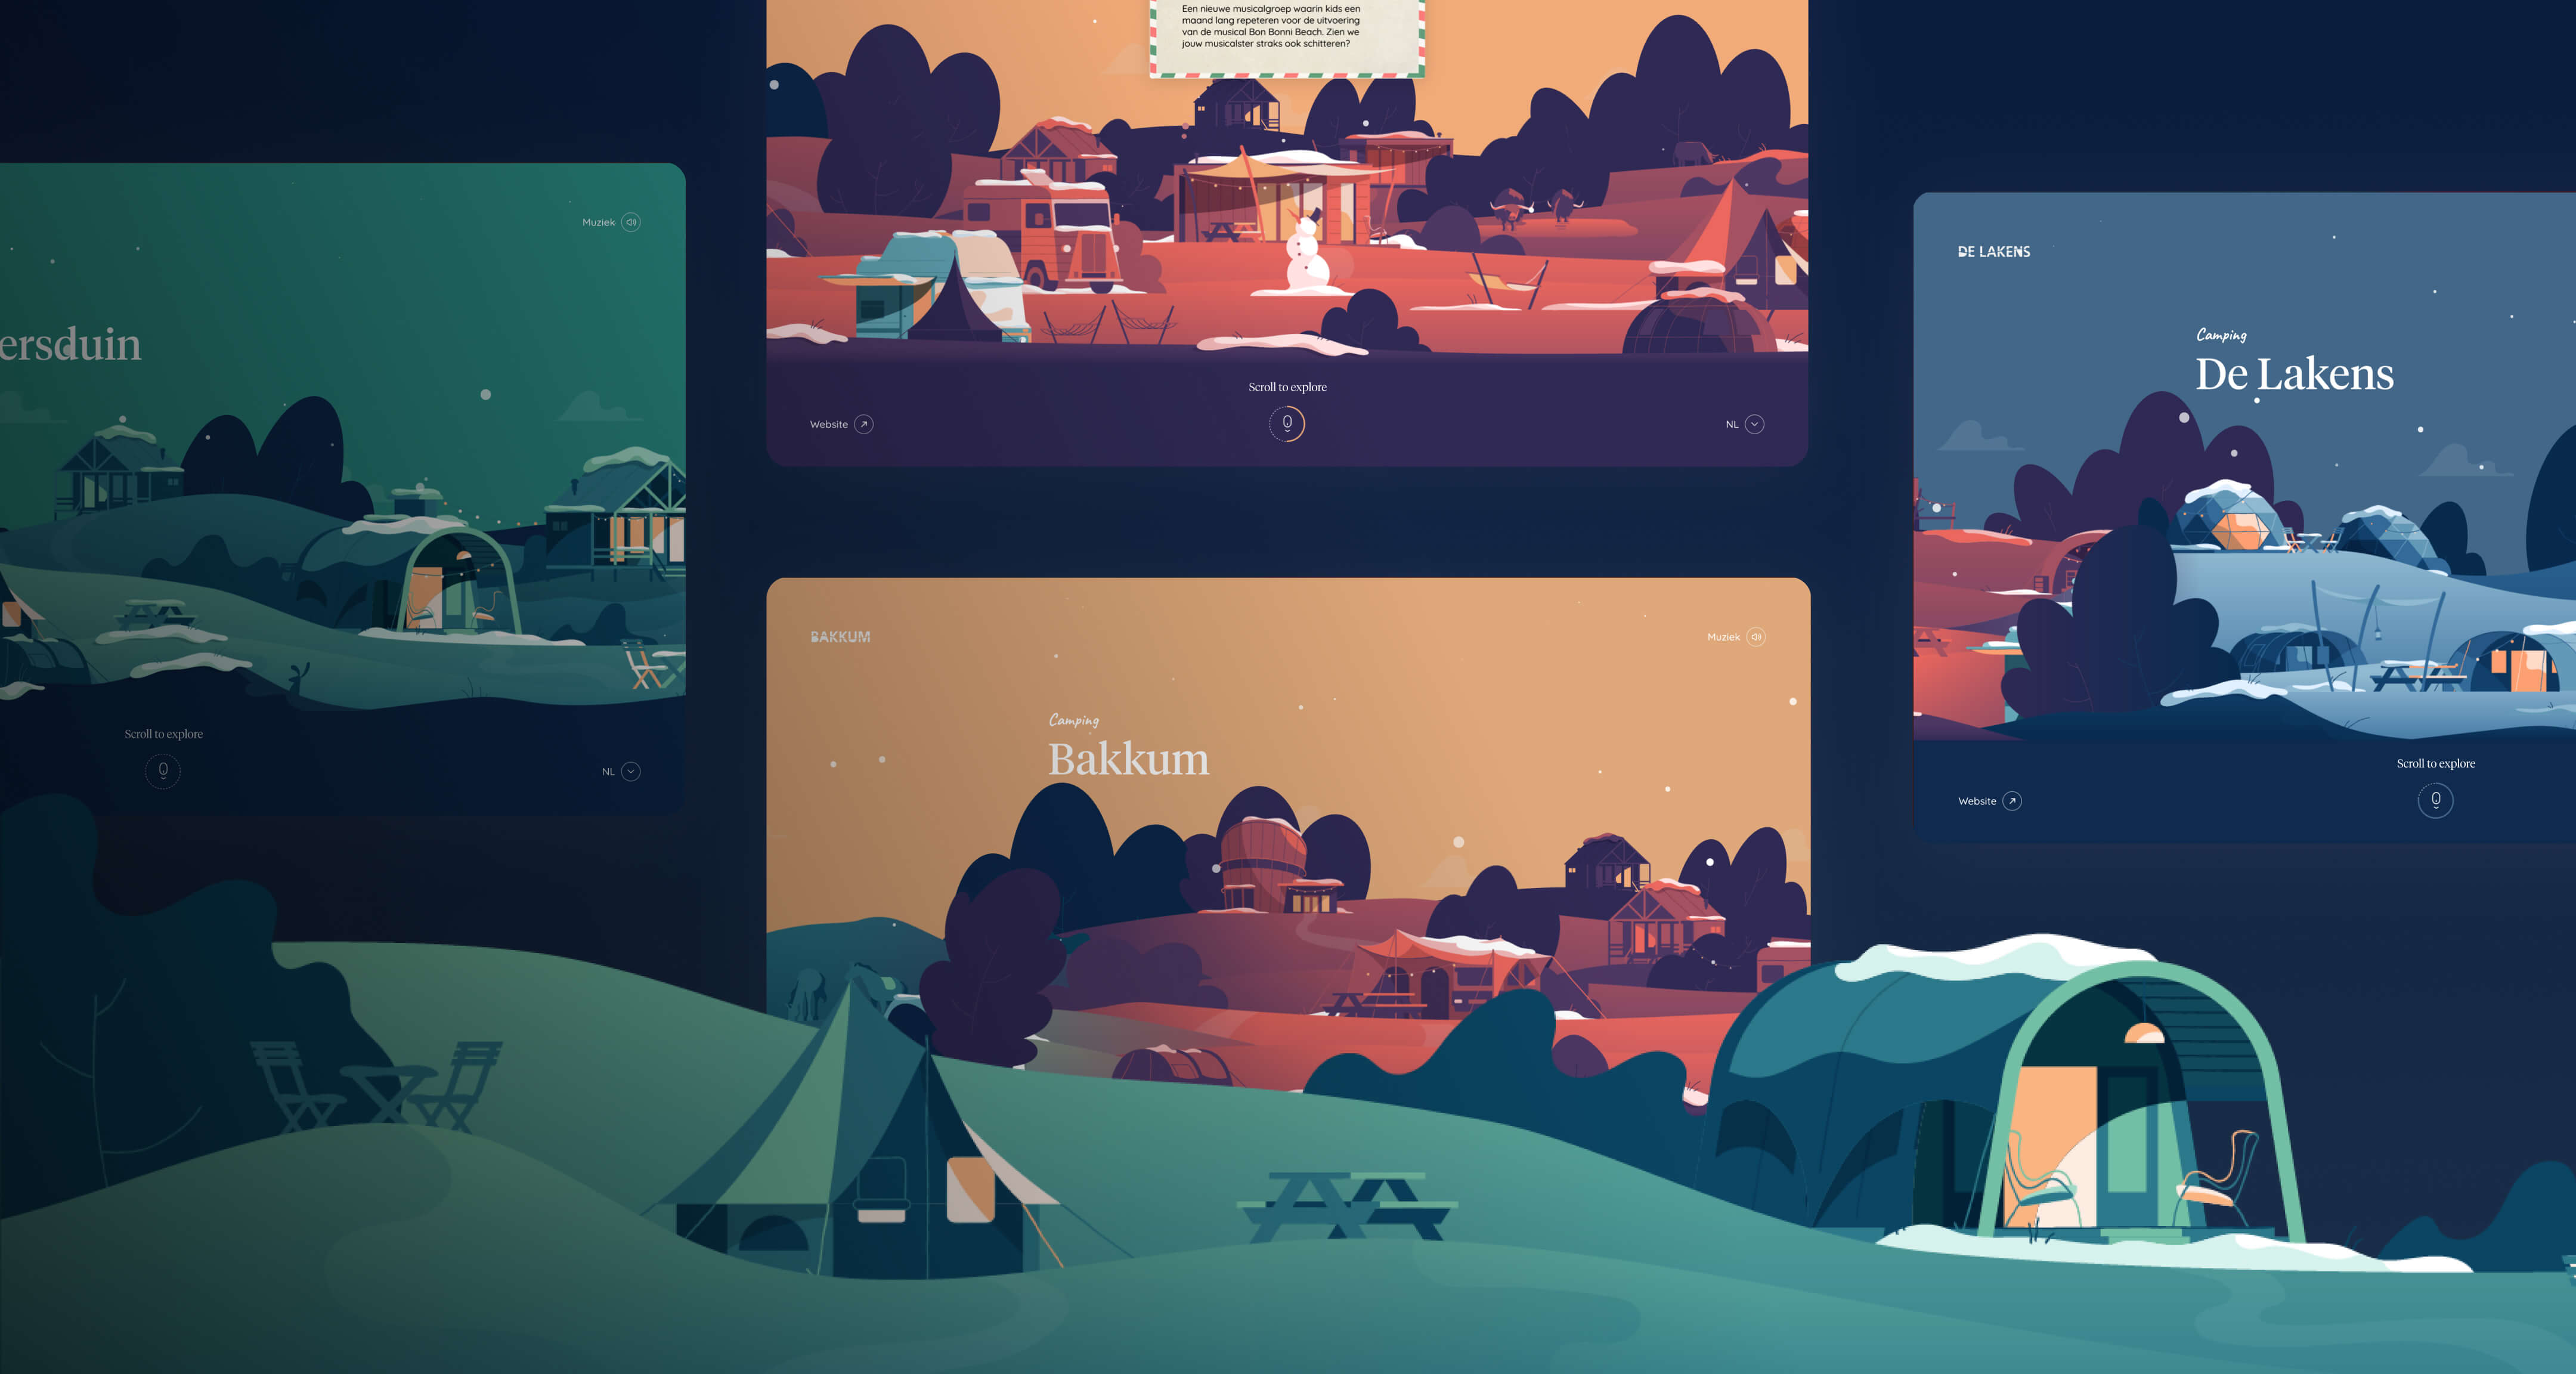 Een nieuwe musicalgroep waarin kids een
maand lang repeteren voor de uitvoering
van de musical Bon Bonni Beach. Zien we
jouw musicalster straks ook schitteren?
Scroll to explore
Website
NL
Muziek
ersduin
Scroll to explore
NL
BAKKUM
Muziek
Camping
Bakkum
DE LAKENS
Camping
De Lakens
Scroll to explore
Website